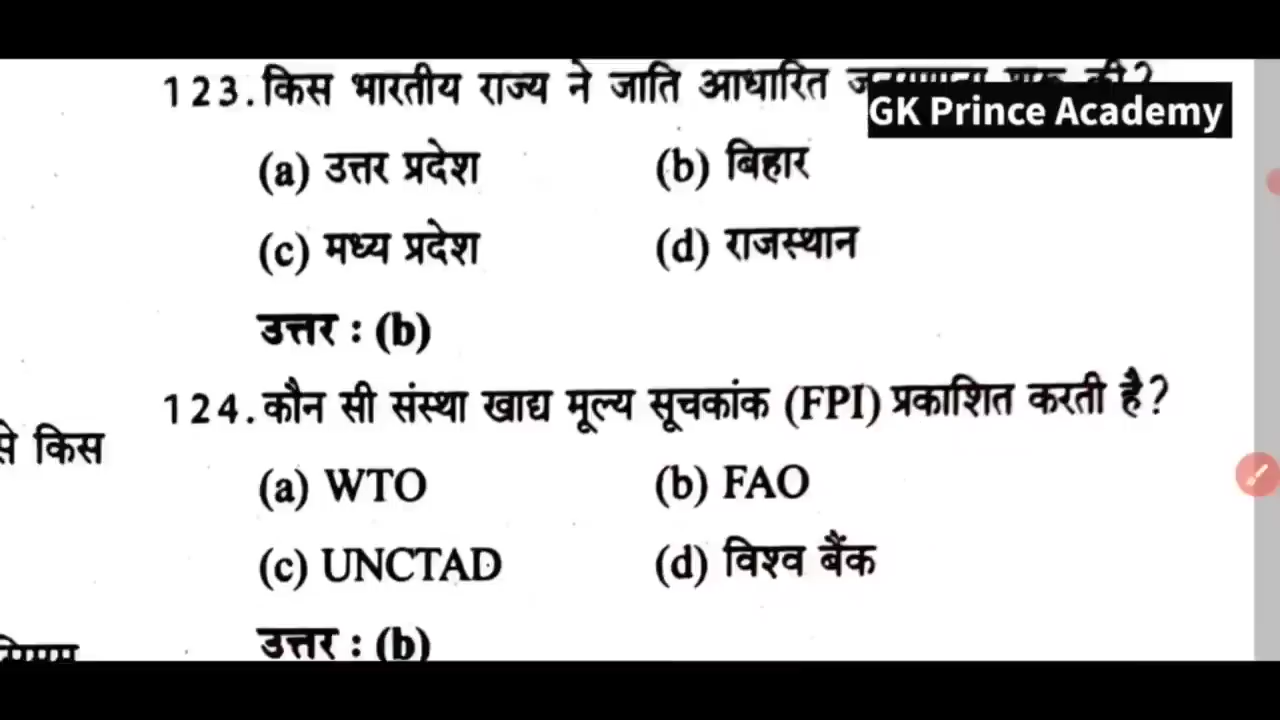 123. किस भारतीय राज्य ने जाति आधारित
GK Prince Academy
(a) उत्तर प्रदेश (b) बिहार
(c) मध्य प्रदेश (d) राजस्थान
उत्तर : (b)
124. कौन सी संस्था खाद्य मूल्य सूचकांक (FPI) प्रकाशित करती है?
से किस
(a) WTO (b) FAO
(c) UNCTAD (d) विश्व बैंक
उत्तर : (b)